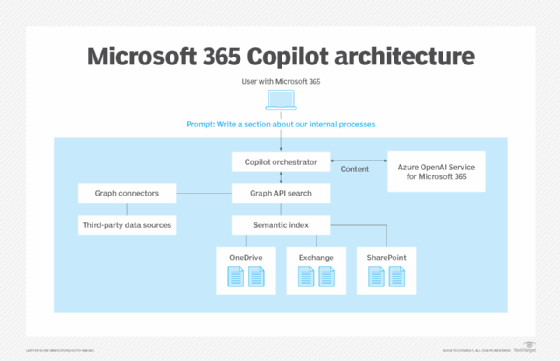 Microsoft 365 Copilot architecture
User with Microsoft 365
Prompt: Write a section about our internal processes
Copilot orchestrator
Content
Azure OpenAI Service
for Microsoft 365
Graph connectors
Graph API search
Third-party data sources
Semantic index
OneDrive
Exchange
SharePoint
TechTarget